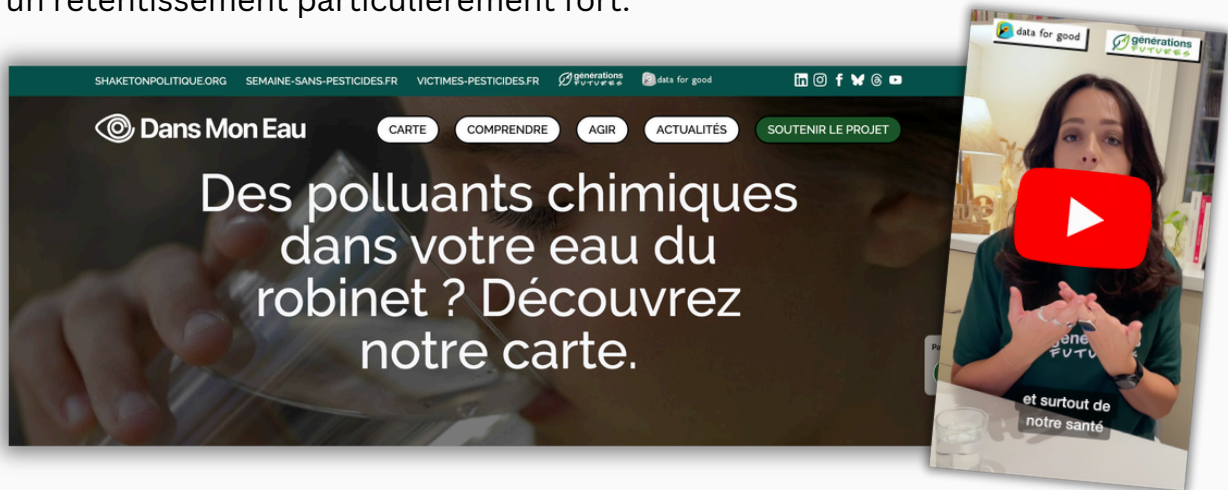 un retentissement particulièrement fort.
SHAKETONPOLITIQUE.ORG SEMAINE-SANS-PESTICIDES.FR VICTIMES-PESTICIDES.FR générations FUTURES data for good
Dans Mon Eau CARTE COMPRENDRE AGIR ACTUALITÉS SOUTENIR LE PROJET
Des polluants chimiques
dans votre eau du
robinet ? Découvrez
notre carte.
data for good
générations
FUTURES
et surtout de
notre santé